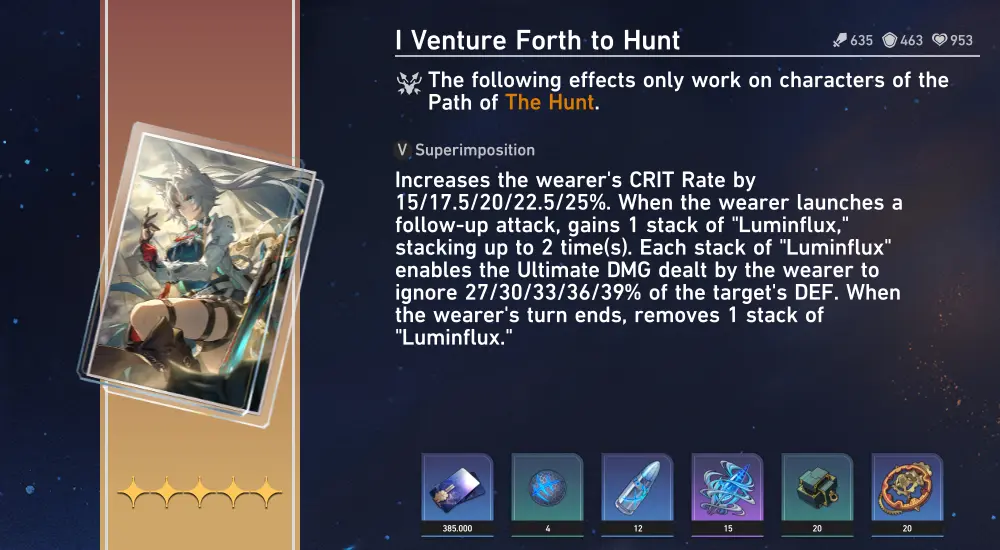 I Venture Forth to Hunt
635 463 953
The following effects only work on characters of the
Path of The Hunt.
V Superimposition
Increases the wearer's CRIT Rate by
15/17.5/20/22.5/25%. When the wearer launches a
follow-up attack, gains 1 stack of "Luminflux,"
stacking up to 2 time(s). Each stack of "Luminflux"
enables the Ultimate DMG dealt by the wearer to
ignore 27/30/33/36/39% of the target's DEF. When
the wearer's turn ends, removes 1 stack of
"Luminflux."
385.000 4 12 15 20 20